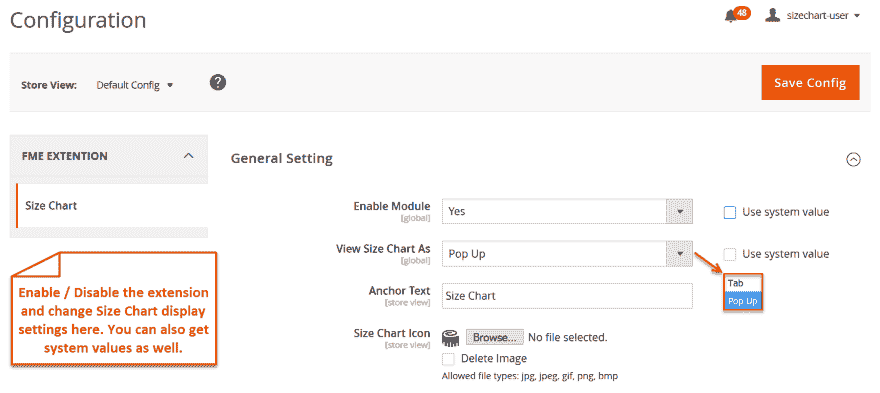 Configuration
48
sizechart-user
Store View: Default Config
?
Save Config
FME EXTENTION
General Setting
Size Chart
Enable Module
[global]
Yes
Use system value
View Size Chart As
[global]
Pop Up
Use system value
Tab
Pop Up
Anchor Text
[store view]
Size Chart
Size Chart Icon
[store view]
Browse... No file selected.
Delete Image
Allowed file types: jpg, jpeg, gif, png, bmp
Enable / Disable the extension
and change Size Chart display
settings here. You can also get
system values as well.